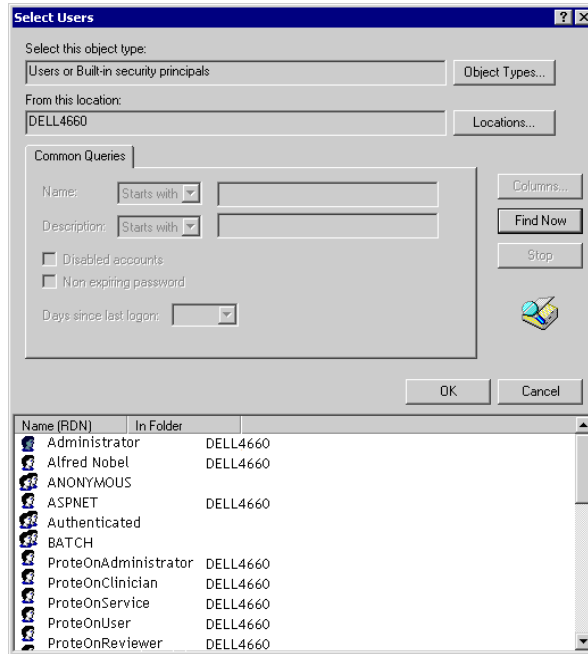 Select Users
Select this object type:
Users or Built-in security principals
Object Types...
From this location:
DELL4660
Locations...
Common Queries
Name: Starts with
Columns...
Description: Starts with
Find Now
Disabled accounts
Stop
Non expiring password
Days since last logon:
OK Cancel
Name (RDN) In Folder
Administrator DELL4660
Alfred Nobel DELL4660
ANONYMOUS
ASPNET DELL4660
Authenticated
BATCH
ProteOnAdministrator DELL4660
ProteOnClinician DELL4660
ProteOnService DELL4660
ProteOnUser DELL4660
ProteOnReviewer DELL4660